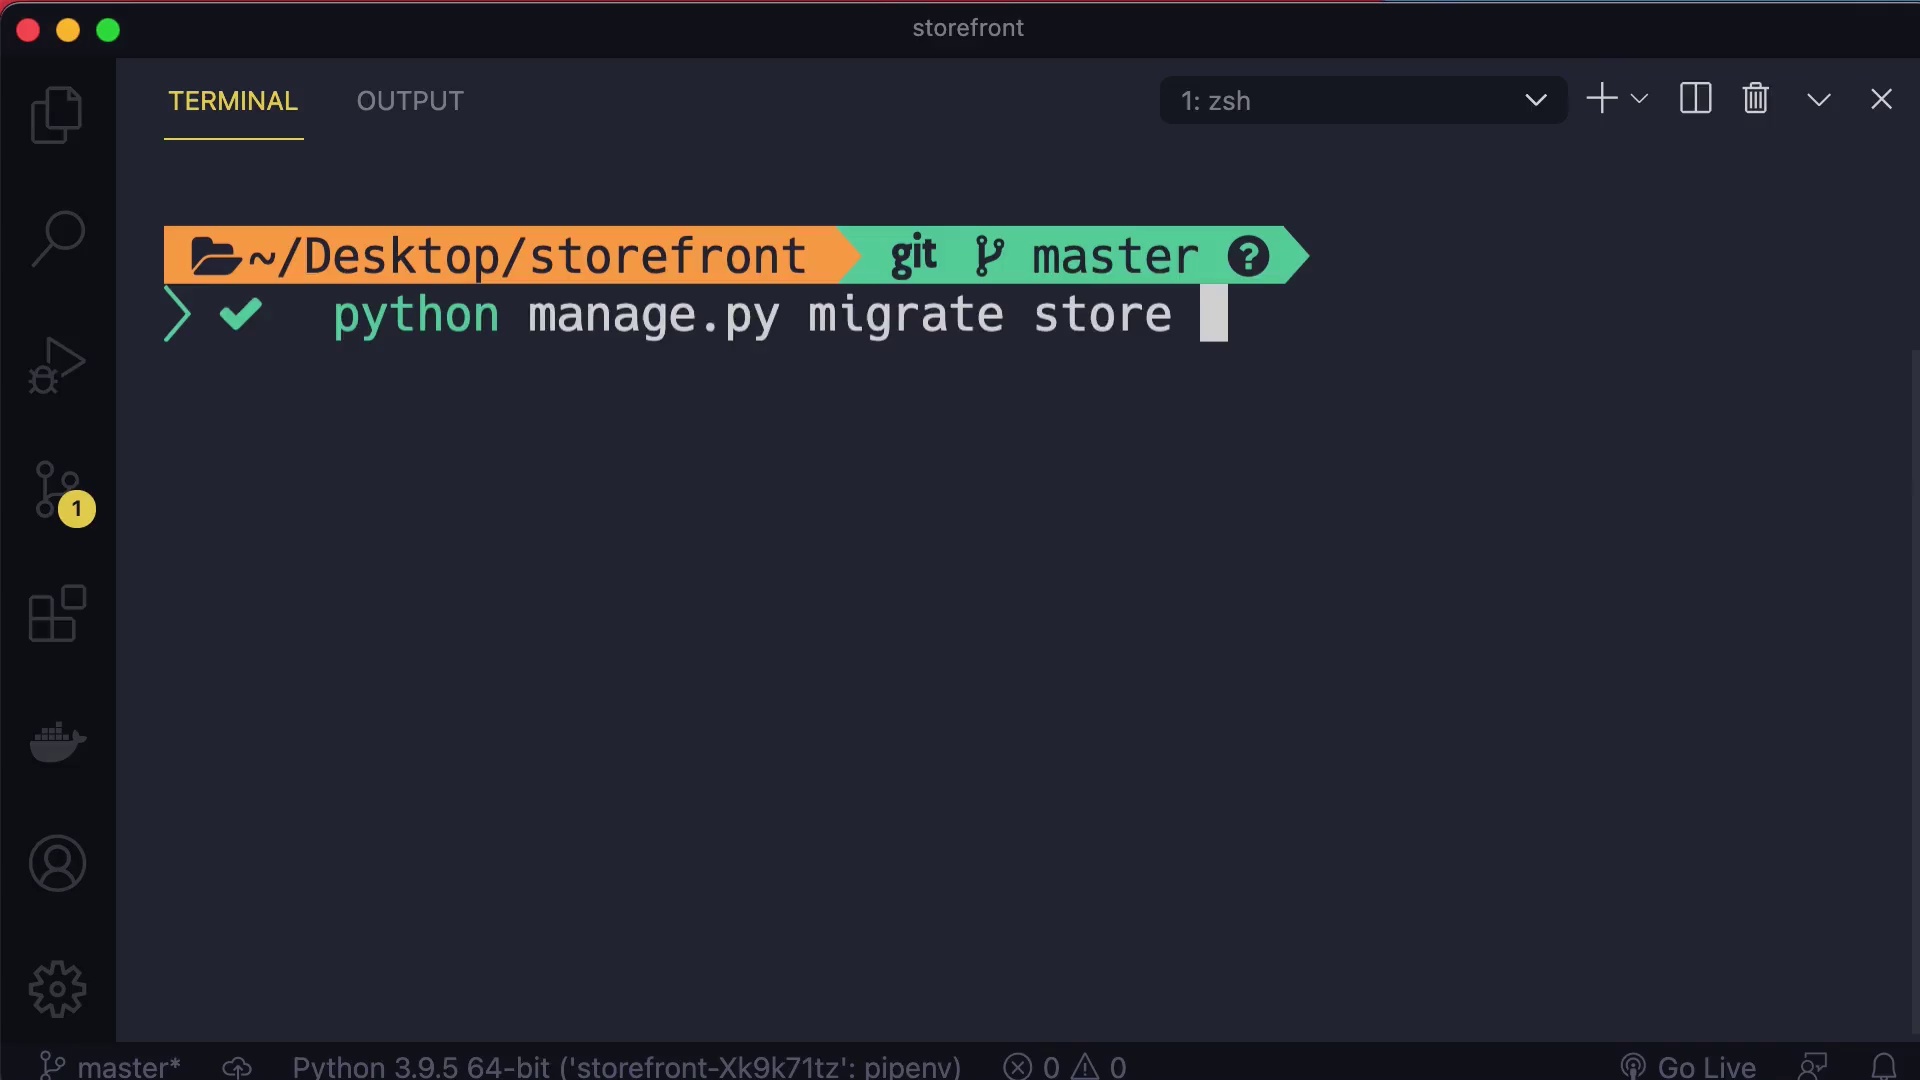 storefront
TERMINAL OUTPUT 1: zsh
~/Desktop/storefront git master ?
python manage.py migrate store
1
master* Python 3.9.5 64-bit ('storefront-Xk9k71tz': pipenv) 0 0 Go Live